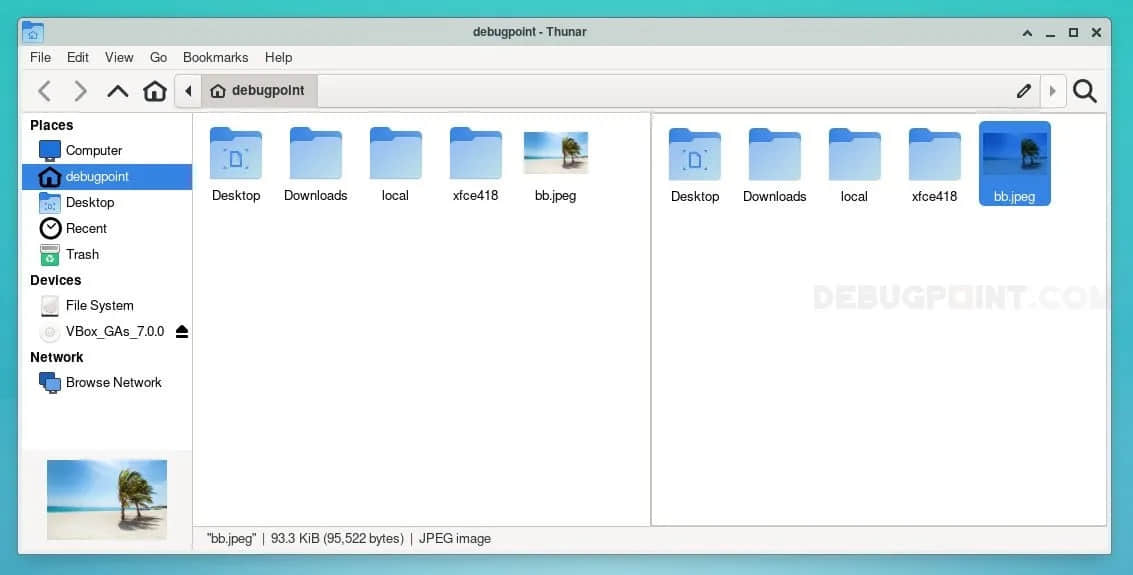 debugpoint - Thunar
File Edit View Go Bookmarks Help
debugpoint
Places
Computer
debugpoint
Desktop
Recent
Trash
Devices
File System
VBox_GAs_7.0.0
Network
Browse Network
Desktop Downloads local xfce418 bb.jpeg
Desktop Downloads local xfce418 bb.jpeg
DEBUGPOINT.COM
"bb.jpeg" | 93.3 KiB (95,522 bytes) | JPEG image